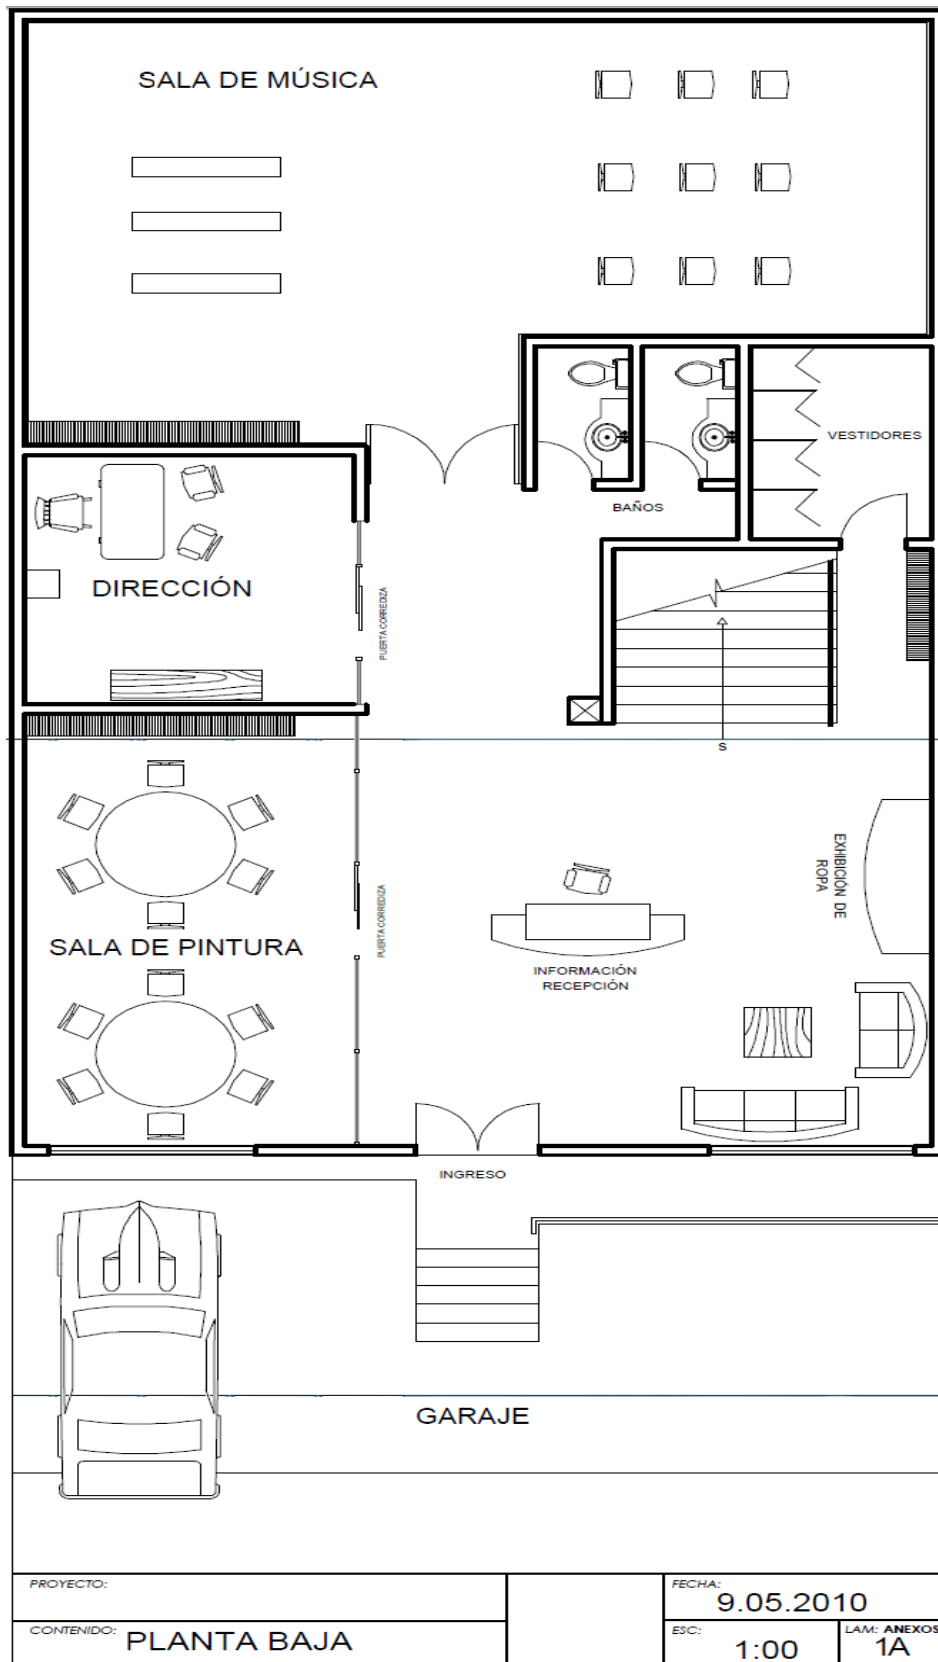 SALA DE MÚSICA
VESTIDORES
BAÑOS
DIRECCIÓN
PUERTA CORREDIZA
S
EXHIBICIÓN DE
ROPA
PUERTA CORREDIZA
SALA DE PINTURA
INFORMACIÓN
RECEPCIÓN
INGRESO
GARAJE
PROYECTO:
FECHA:
9.05.2010
CONTENIDO: PLANTA BAJA
ESC:
1:00
LAM: ANEXOS
1A